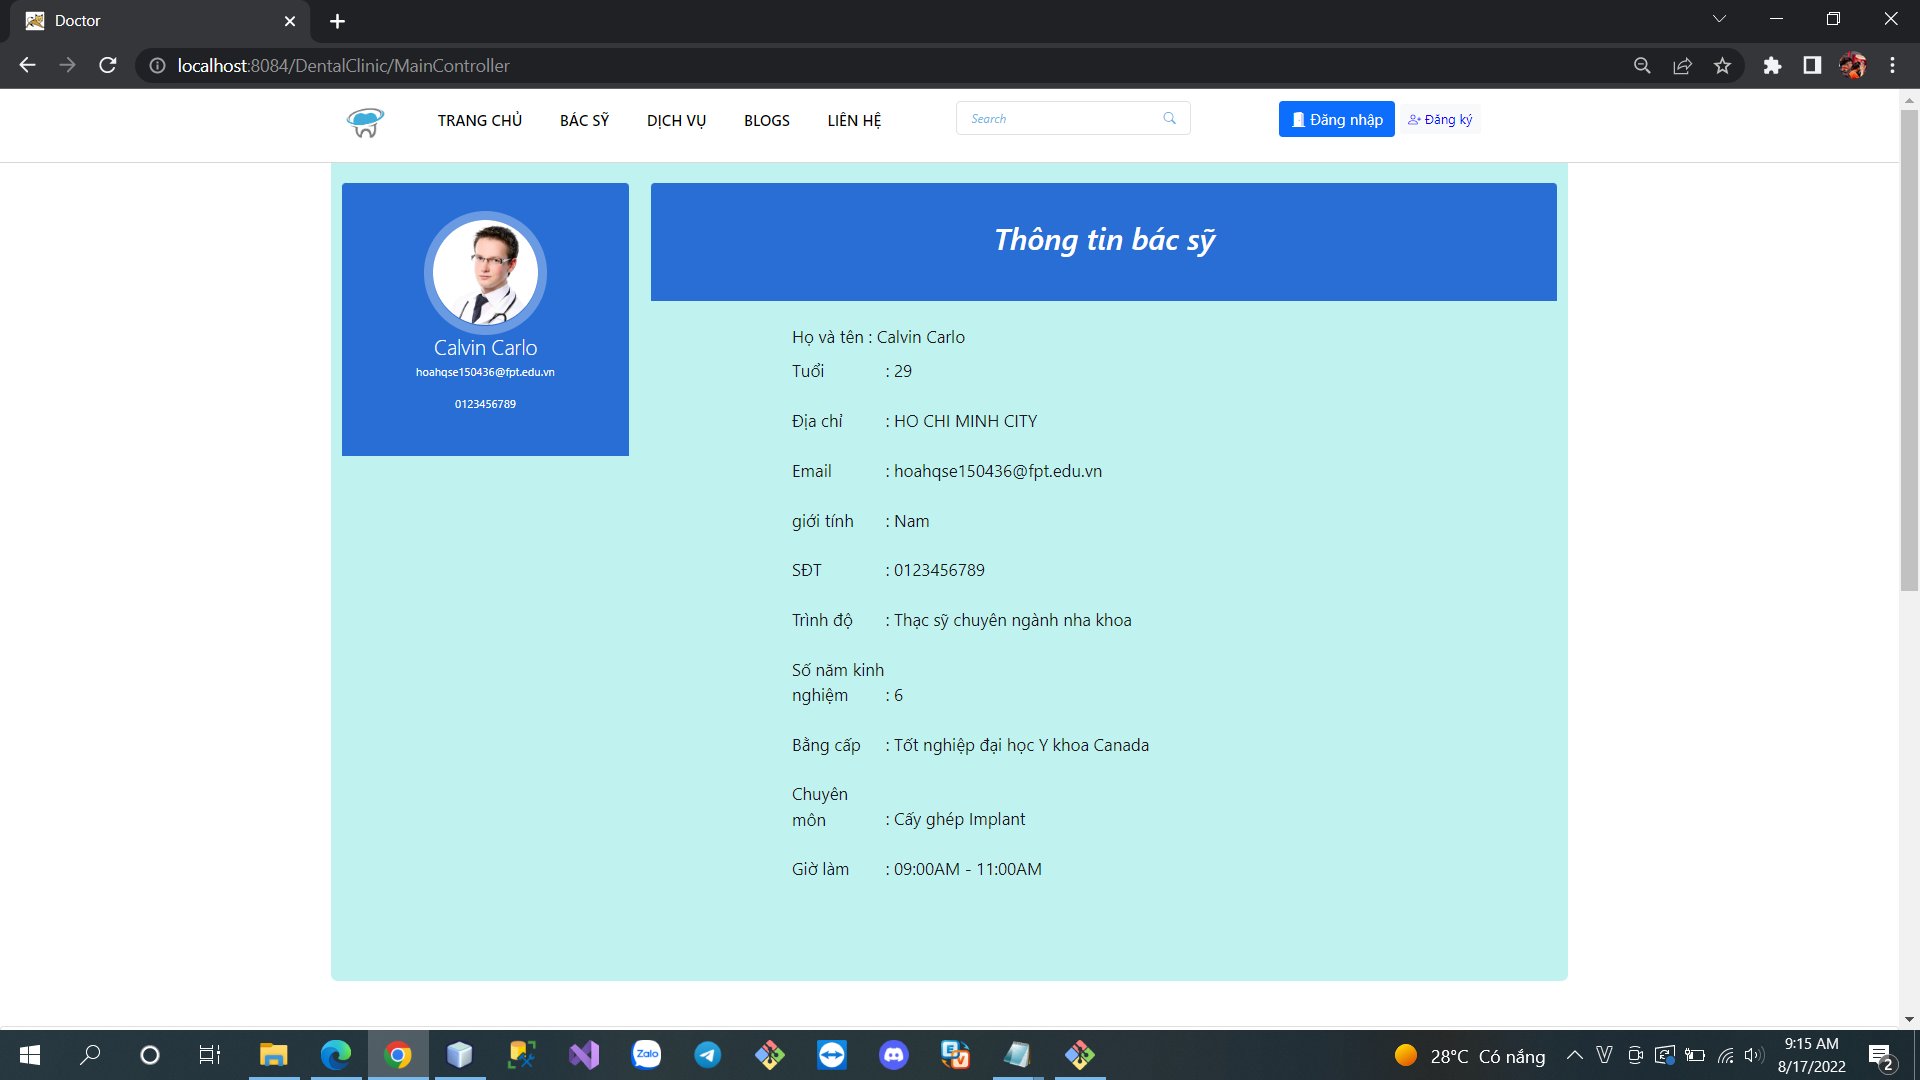 Doctor
localhost:8084/DentalClinic/MainController
TRANG CHỦ BÁC SỸ DỊCH VỤ BLOGS LIÊN HỆ Search Đăng nhập Đăng ký
Calvin Carlo
hoahqse150436@fpt.edu.vn
0123456789
Thông tin bác sỹ
Họ và tên : Calvin Carlo
Tuổi : 29
Địa chỉ : HO CHI MINH CITY
Email : hoahqse150436@fpt.edu.vn
giới tính : Nam
SĐT : 0123456789
Trình độ : Thạc sỹ chuyên ngành nha khoa
Số năm kinh
nghiệm : 6
Bằng cấp : Tốt nghiệp đại học Y khoa Canada
Chuyên
môn : Cấy ghép Implant
Giờ làm : 09:00AM - 11:00AM
Zalo
28°C Có nắng
9:15 AM
8/17/2022
2